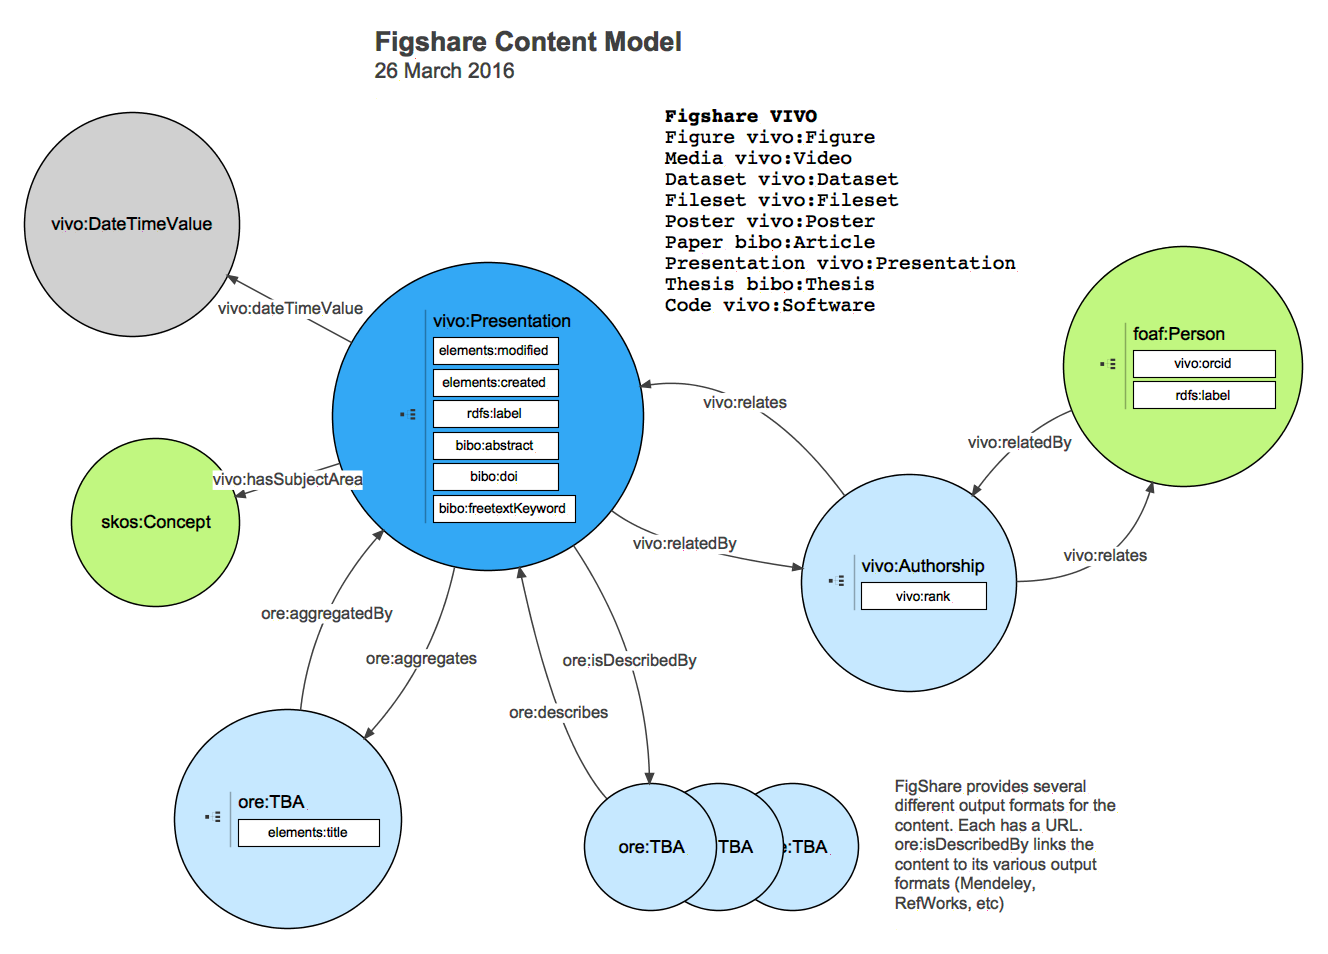 Figshare Content Model
26 March 2016
Figshare VIVO
Figure vivo:Figure
Media vivo:Video
Dataset vivo:Dataset
Fileset vivo:Fileset
Poster vivo:Poster
Paper bibo:Article
Presentation vivo:Presentation
Thesis bibo:Thesis
Code vivo:Software
vivo:DateTimeValue
vivo:dateTimeValue
vivo:Presentation
elements:modified
elements:created
rdfs:label
bibo:abstract
bibo:doi
bibo:freetextKeyword
foaf:Person
vivo:orcid
rdfs:label
vivo:relates
vivo:relatedBy
vivo:hasSubjectArea
skos:Concept
vivo:relatedBy
vivo:relates
vivo:Authorship
vivo:rank
ore:aggregatedBy
ore:aggregates
ore:isDescribedBy
ore:describes
ore:TBA
elements:title
ore:TBA
TBA
:TBA
FigShare provides several
different output formats for the
content. Each has a URL.
ore:isDescribedBy links the
content to its various output
formats (Mendeley,
RefWorks, etc)